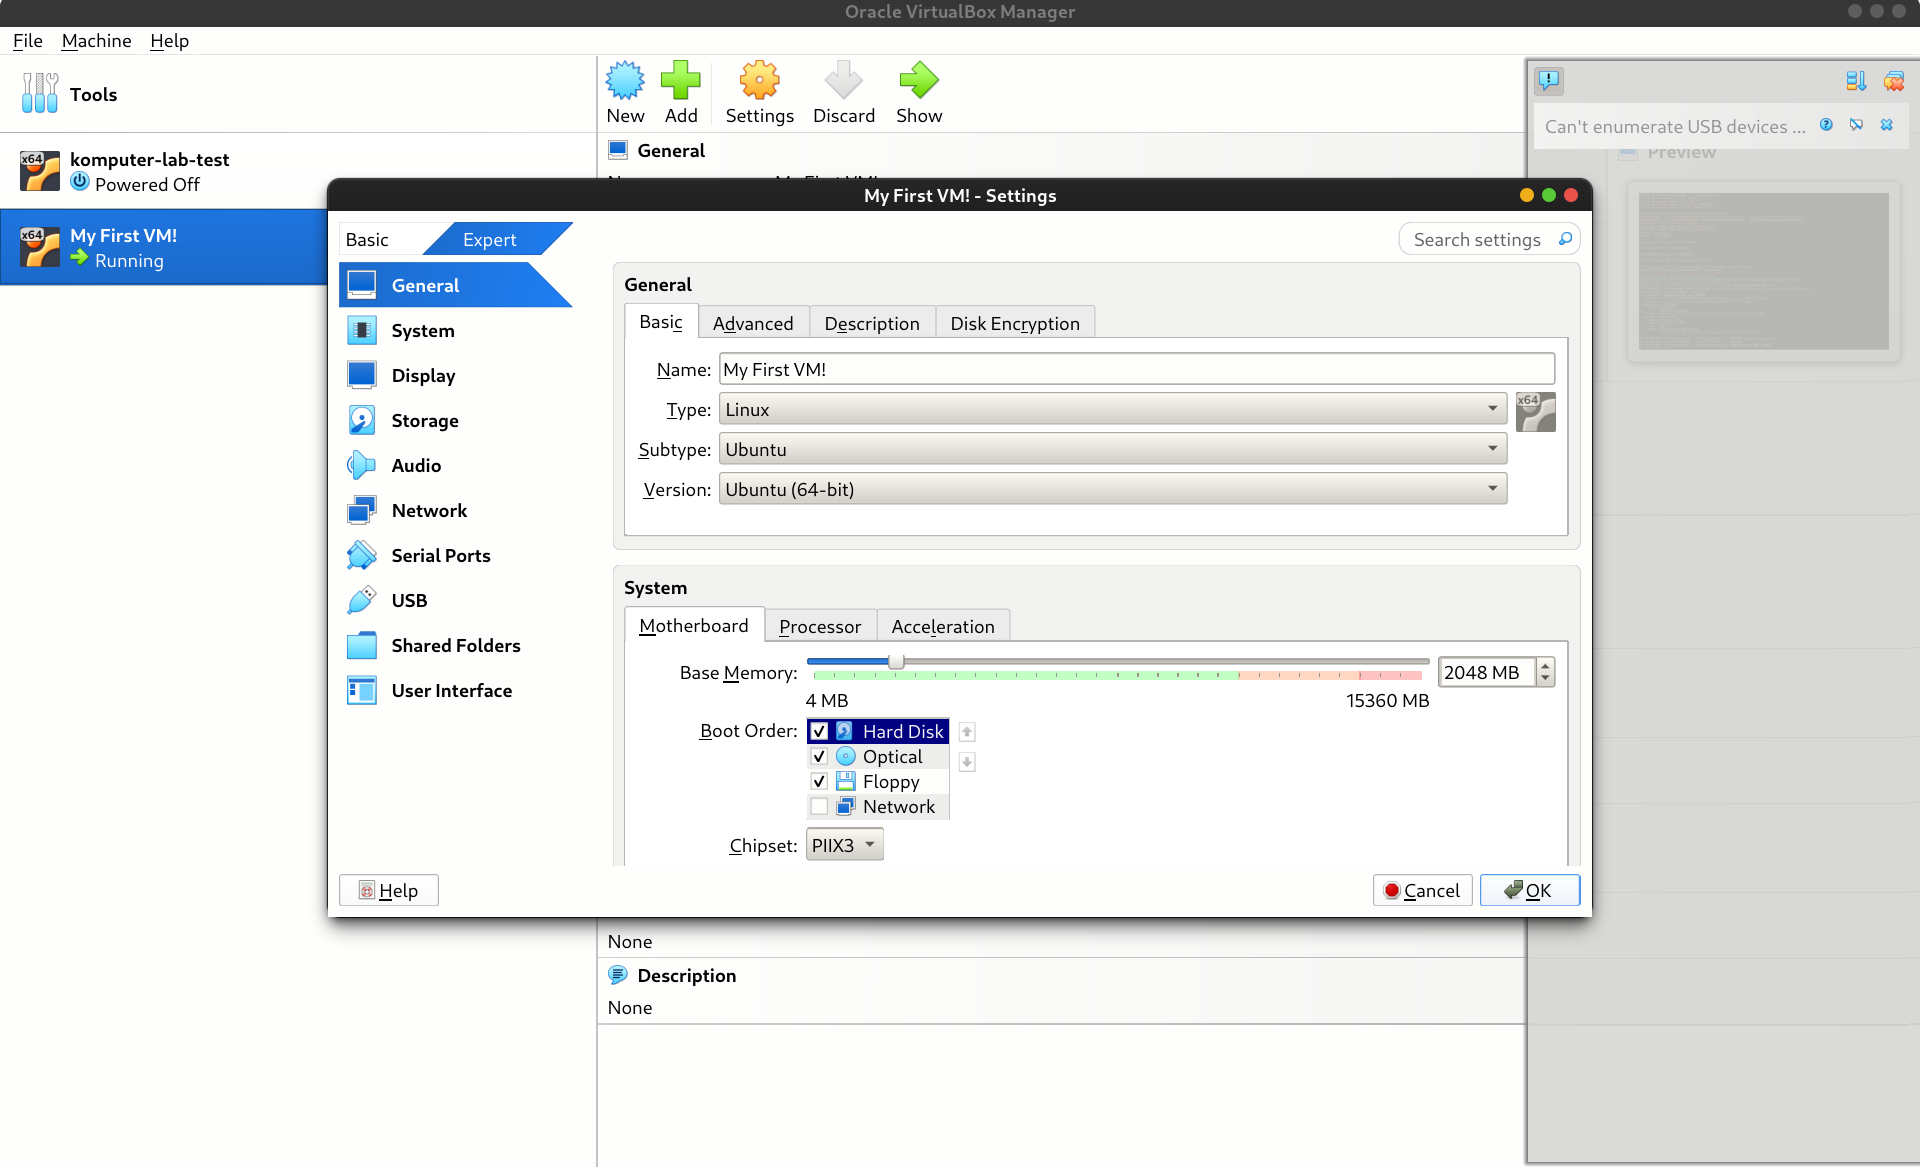 Oracle VirtualBox Manager
File Machine Help
Tools
New Add Settings Discard Show
Can't enumerate USB devices ...
x64 komputer-lab-test
Powered Off
x64 My First VM!
Running
General
Preview
My First VM! - Settings
Basic Expert
Search settings
General
System
Display
Storage
Audio
Network
Serial Ports
USB
Shared Folders
User Interface
General
Basic Advanced Description Disk Encryption
Name: My First VM!
Type: Linux x64
Subtype: Ubuntu
Version: Ubuntu (64-bit)
System
Motherboard Processor Acceleration
Base Memory: 2048 MB
4 MB 15360 MB
Boot Order: Hard Disk
Optical
Floppy
Network
Chipset: PIIX3
Help Cancel OK
None
Description
None